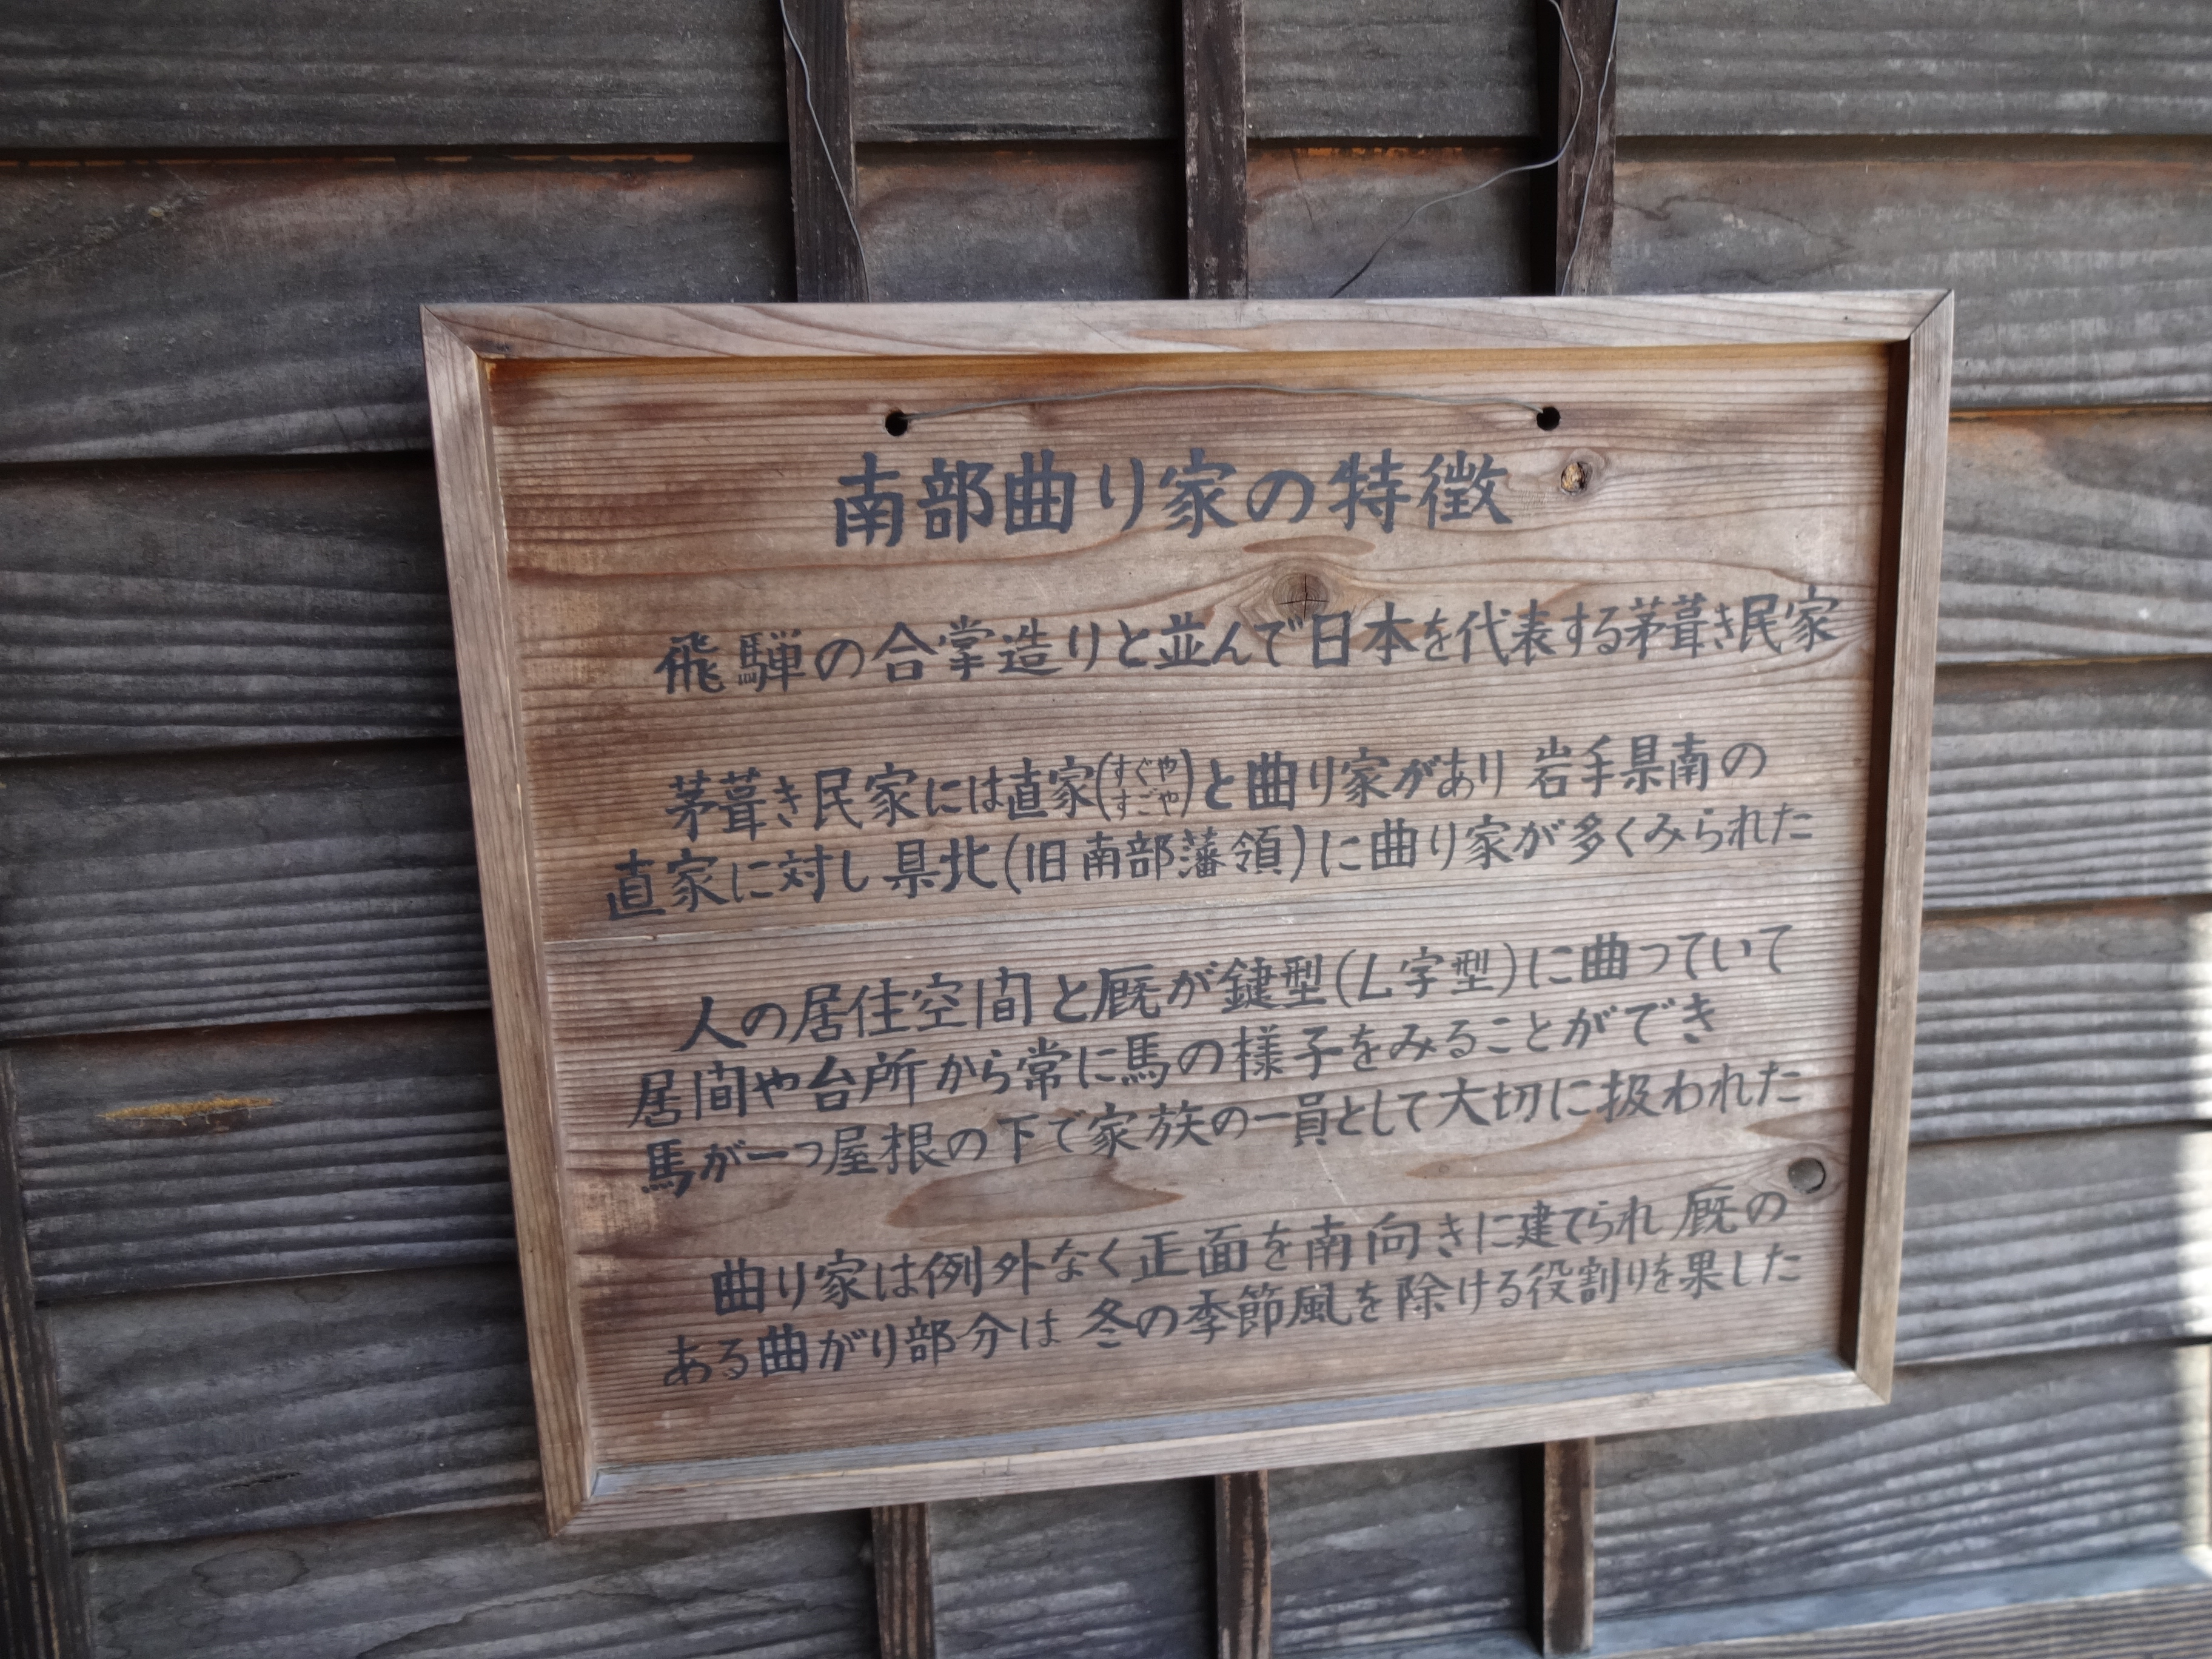 南部曲り家の特徴
飛騨の合掌造りと並んで日本を代表する茅葺き民家
茅葺き民家には直家(すぐや すごや)と曲り家があり 岩手県南の
直家に対し県北(旧南部藩領)に曲り家が多くみられた
人の居住空間と厩が鍵型(L字型)に曲っていて
居間や台所から常に馬の様子をみることができ
馬が一つ屋根の下で家族の一員として大切に扱われた
曲り家は例外なく正面を南向きに建てられ 厩の
ある曲がり部分は 冬の季節風を除ける役割りを果した